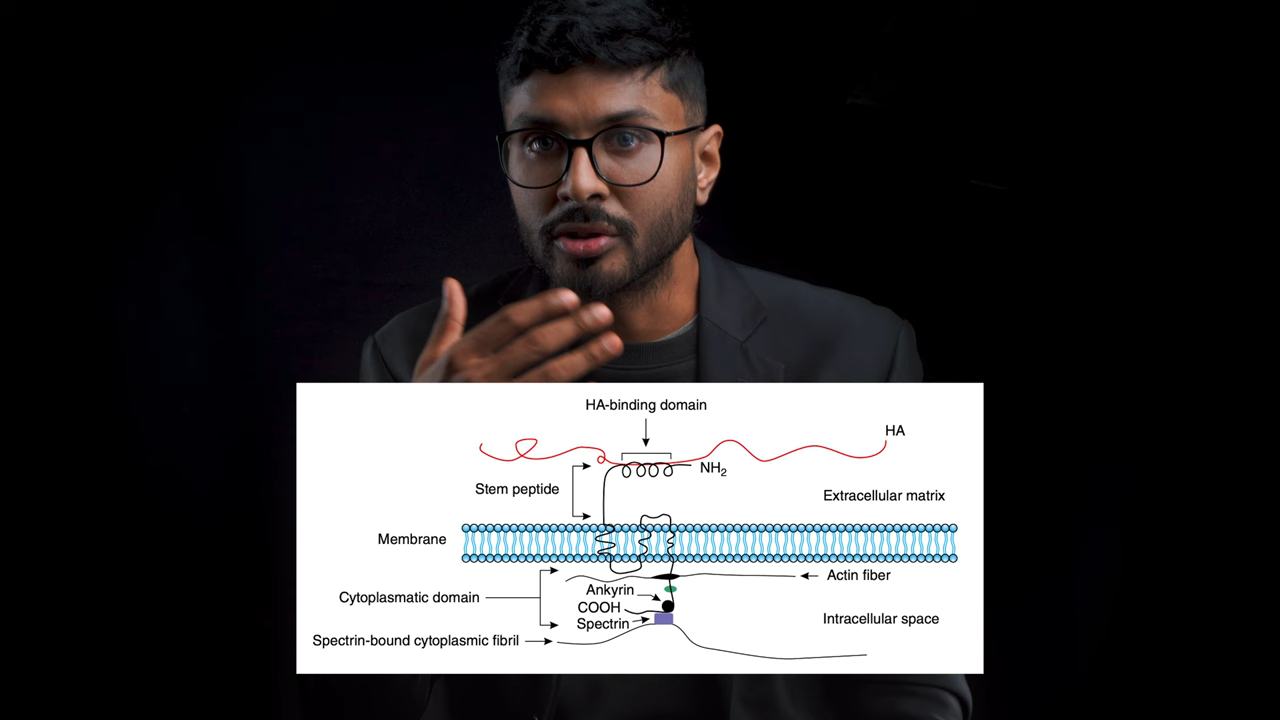 HA-binding domain
HA
NH2
Stem peptide
Extracellular matrix
Membrane
Actin fiber
Ankyrin
Cytoplasmatic domain
COOH
Intracellular space
Spectrin
Spectrin-bound cytoplasmic fibril